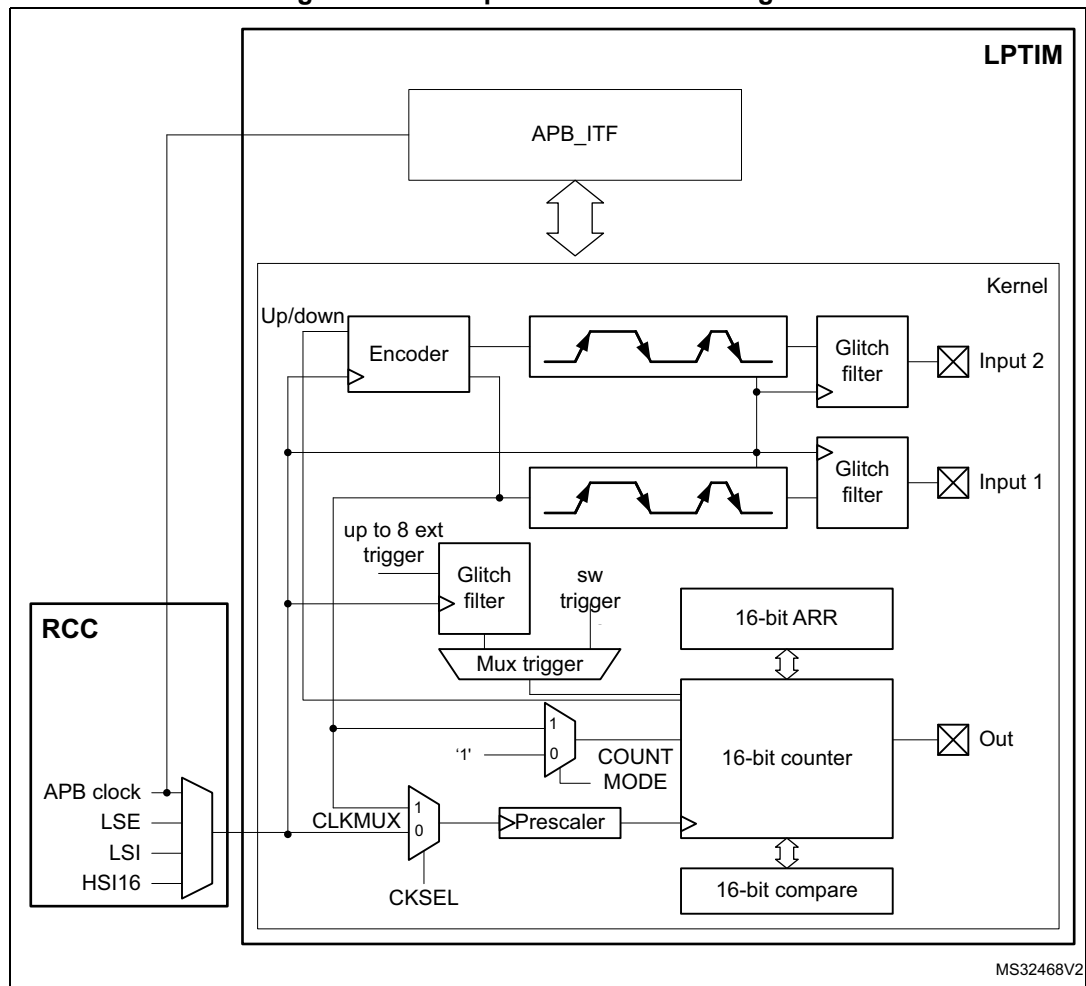 LPTIM
APB_ITF
Kernel
Up/down
Encoder
Glitch
filter
Input 2
Glitch
filter
Input 1
up to 8 ext
trigger
Glitch
filter
sw
trigger
Mux trigger
16-bit ARR
RCC
1
'1'
0
COUNT
MODE
16-bit counter
Out
APB clock
LSE
LSI
HSI16
CLKMUX
1
0
Prescaler
CKSEL
16-bit compare
MS32468V2